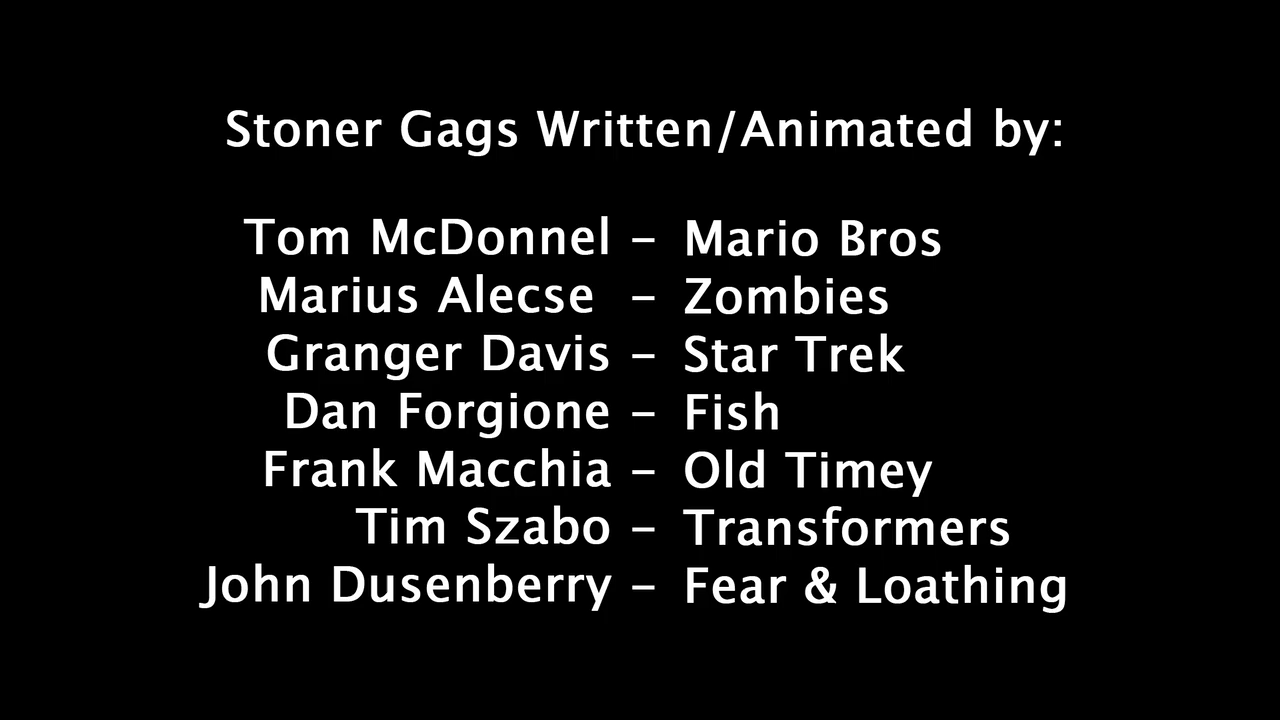 Stoner Gags Written/Animated by:
Tom McDonnel - Mario Bros
Marius Alecse - Zombies
Granger Davis - Star Trek
Dan Forgione - Fish
Frank Macchia - Old Timey
Tim Szabo - Transformers
John Dusenberry - Fear & Loathing